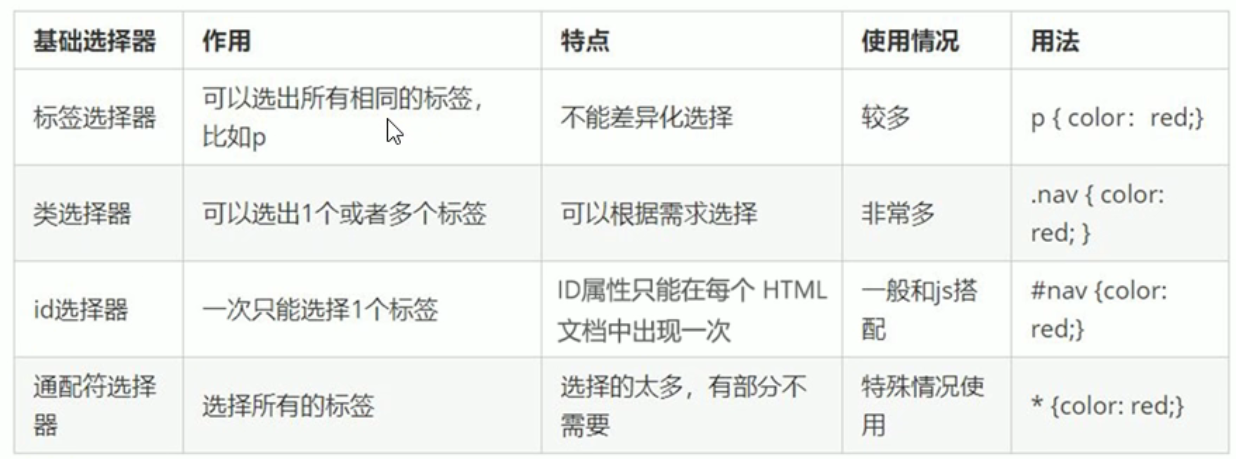 基础选择器 作用 特点 使用情况 用法
标签选择器 可以选出所有相同的标签，
比如p 不能差异化选择 较多 p { color：red;}
类选择器 可以选出1个或者多个标签 可以根据需求选择 非常多 .nav { color:
red; }
id选择器 一次只能选择1个标签 ID属性只能在每个 HTML
文档中出现一次 一般和js搭
配 #nav {color:
red;}
通配符选择
器 选择所有的标签 选择的太多，有部分不
需要 特殊情况使
用 * {color: red;}